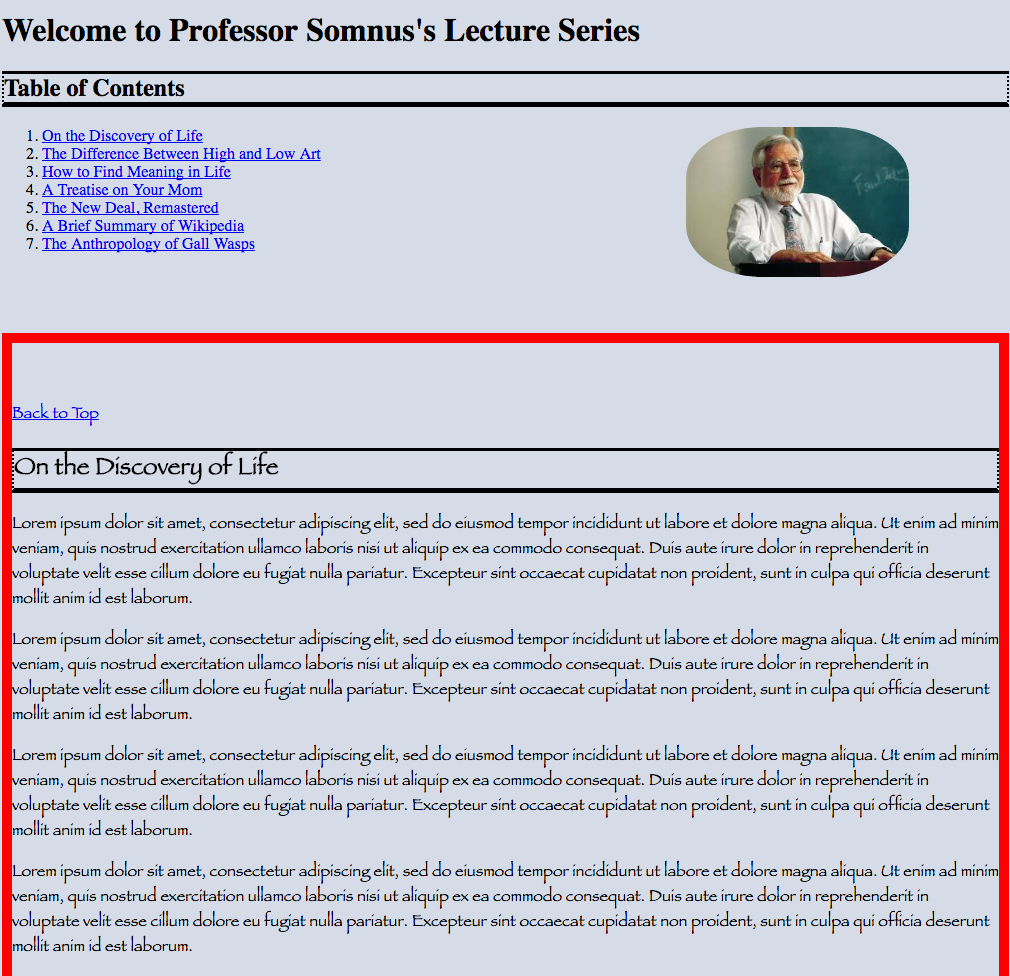 Welcome to Professor Somnus's Lecture Series
Table of Contents
1. On the Discovery of Life
2. The Difference Between High and Low Art
3. How to Find Meaning in Life
4. A Treatise on Your Mom
5. The New Deal, Remastered
6. A Brief Summary of Wikipedia
7. The Anthropology of Gall Wasps
Back to Top
On the Discovery of Life
Lorem ipsum dolor sit amet, consectetur adipiscing elit, sed do eiusmod tempor incididunt ut labore et dolore magna aliqua. Ut enim ad minim
veniam, quis nostrud exercitation ullamco laboris nisi ut aliquip ex ea commodo consequat. Duis aute irure dolor in reprehenderit in
voluptate velit esse cillum dolore eu fugiat nulla pariatur. Excepteur sint occaecat cupidatat non proident, sunt in culpa qui officia deserunt
mollit anim id est laborum.
Lorem ipsum dolor sit amet, consectetur adipiscing elit, sed do eiusmod tempor incididunt ut labore et dolore magna aliqua. Ut enim ad minim
veniam, quis nostrud exercitation ullamco laboris nisi ut aliquip ex ea commodo consequat. Duis aute irure dolor in reprehenderit in
voluptate velit esse cillum dolore eu fugiat nulla pariatur. Excepteur sint occaecat cupidatat non proident, sunt in culpa qui officia deserunt
mollit anim id est laborum.
Lorem ipsum dolor sit amet, consectetur adipiscing elit, sed do eiusmod tempor incididunt ut labore et dolore magna aliqua. Ut enim ad minim
veniam, quis nostrud exercitation ullamco laboris nisi ut aliquip ex ea commodo consequat. Duis aute irure dolor in reprehenderit in
voluptate velit esse cillum dolore eu fugiat nulla pariatur. Excepteur sint occaecat cupidatat non proident, sunt in culpa qui officia deserunt
mollit anim id est laborum.
Lorem ipsum dolor sit amet, consectetur adipiscing elit, sed do eiusmod tempor incididunt ut labore et dolore magna aliqua. Ut enim ad minim
veniam, quis nostrud exercitation ullamco laboris nisi ut aliquip ex ea commodo consequat. Duis aute irure dolor in reprehenderit in
voluptate velit esse cillum dolore eu fugiat nulla pariatur. Excepteur sint occaecat cupidatat non proident, sunt in culpa qui officia deserunt
mollit anim id est laborum.